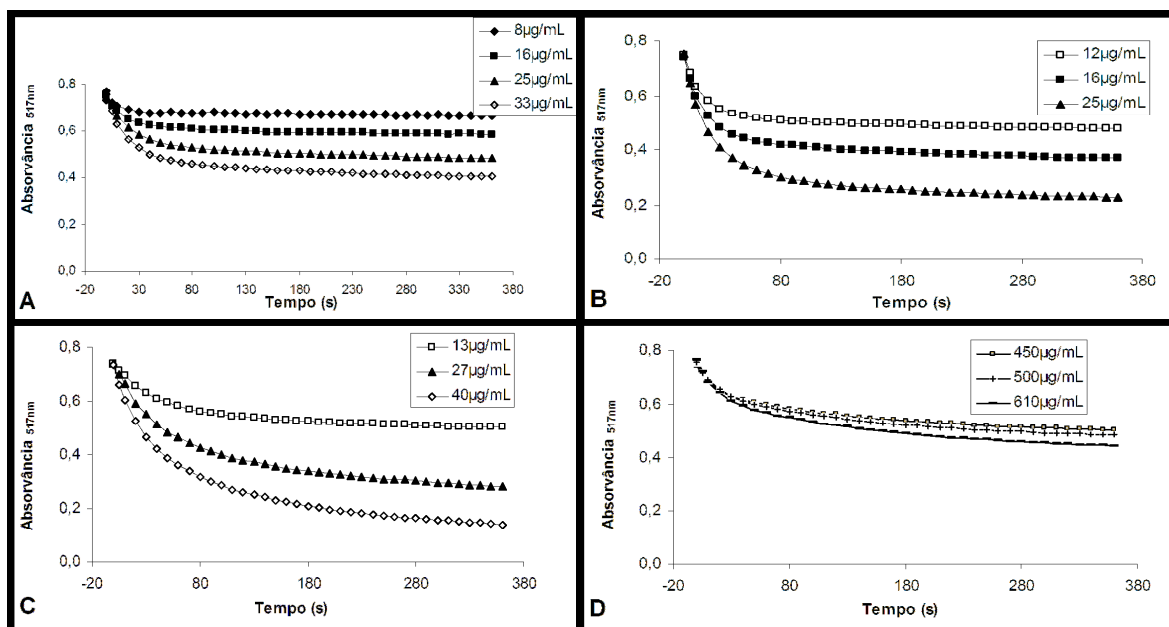 8µg/mL
16µg/mL
25µg/mL
33µg/mL
0,8
0,6
0,4
0,2
0,0
-20 30 80 130 180 230 280 330 380
Absorvância 517nm
Tempo (s)
A
12µg/mL
16µg/mL
25µg/mL
0,8
0,6
0,4
0,2
0,0
-20 80 180 280 380
Absorvância 517nm
Tempo (s)
B
13µg/mL
27µg/mL
40µg/mL
0,8
0,6
0,4
0,2
0,0
-20 80 180 280 380
Absorvância 517nm
Tempo (s)
C
450µg/mL
500µg/mL
610µg/mL
0,8
0,6
0,4
0,2
0,0
-20 80 180 280 380
Absorvância 517nm
Tempo (s)
D